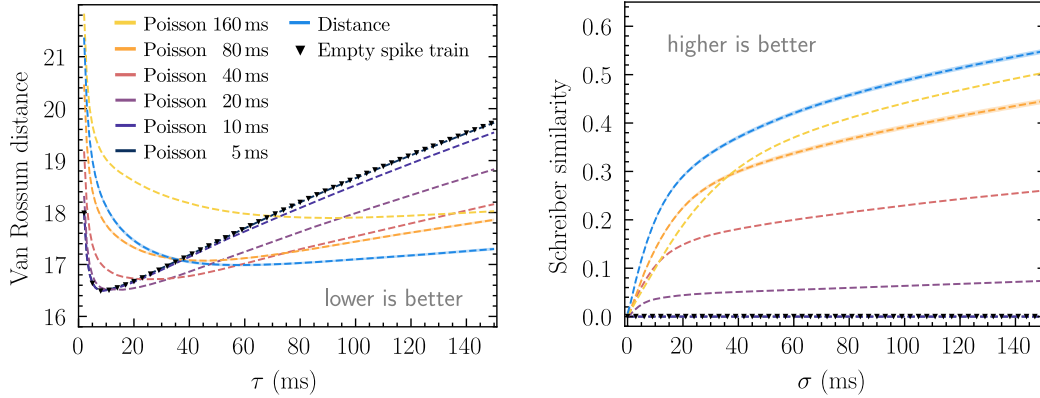 Van Rossum distance
21
20
19
18
17
16
Poisson 160 ms
Poisson 80 ms
Poisson 40 ms
Poisson 20 ms
Poisson 10 ms
Poisson 5 ms
Distance
Empty spike train
lower is better
0 20 40 60 80 100 120 140
τ (ms)
Schreiber similarity
0.6
0.5
0.4
0.3
0.2
0.1
0.0
higher is better
0 20 40 60 80 100 120 140
σ (ms)